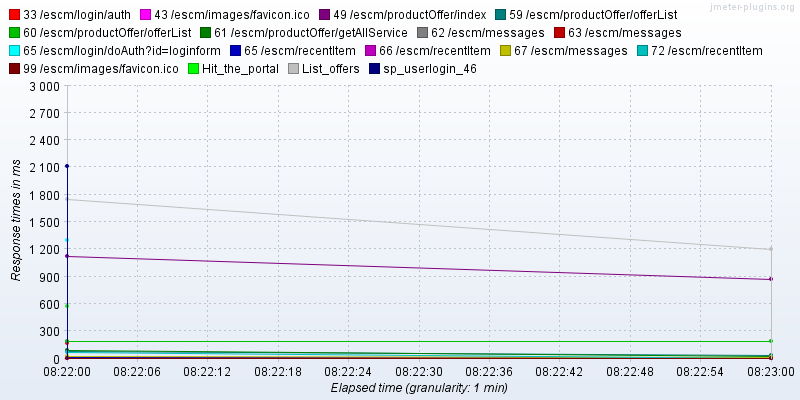 jmeter-plugins.org
33 /escm/login/auth 43 /escm/images/favicon.ico 49 /escm/productOffer/index 59 /escm/productOffer/offerList
60 /escm/productOffer/offerList 61 /escm/productOffer/getAllService 62 /escm/messages 63 /escm/messages
65 /escm/login/doAuth?id=loginform 65 /escm/recentItem 66 /escm/recentItem 67 /escm/messages 72 /escm/recentItem
99 /escm/images/favicon.ico Hit_the_portal List_offers sp_userlogin_46
3 000
2 700
2 400
2 100
1 800
1 500
1 200
900
600
300
0
Response times in ms
08:22:00 08:22:06 08:22:12 08:22:18 08:22:24 08:22:30 08:22:36 08:22:42 08:22:48 08:22:54 08:23:00
Elapsed time (granularity: 1 min)